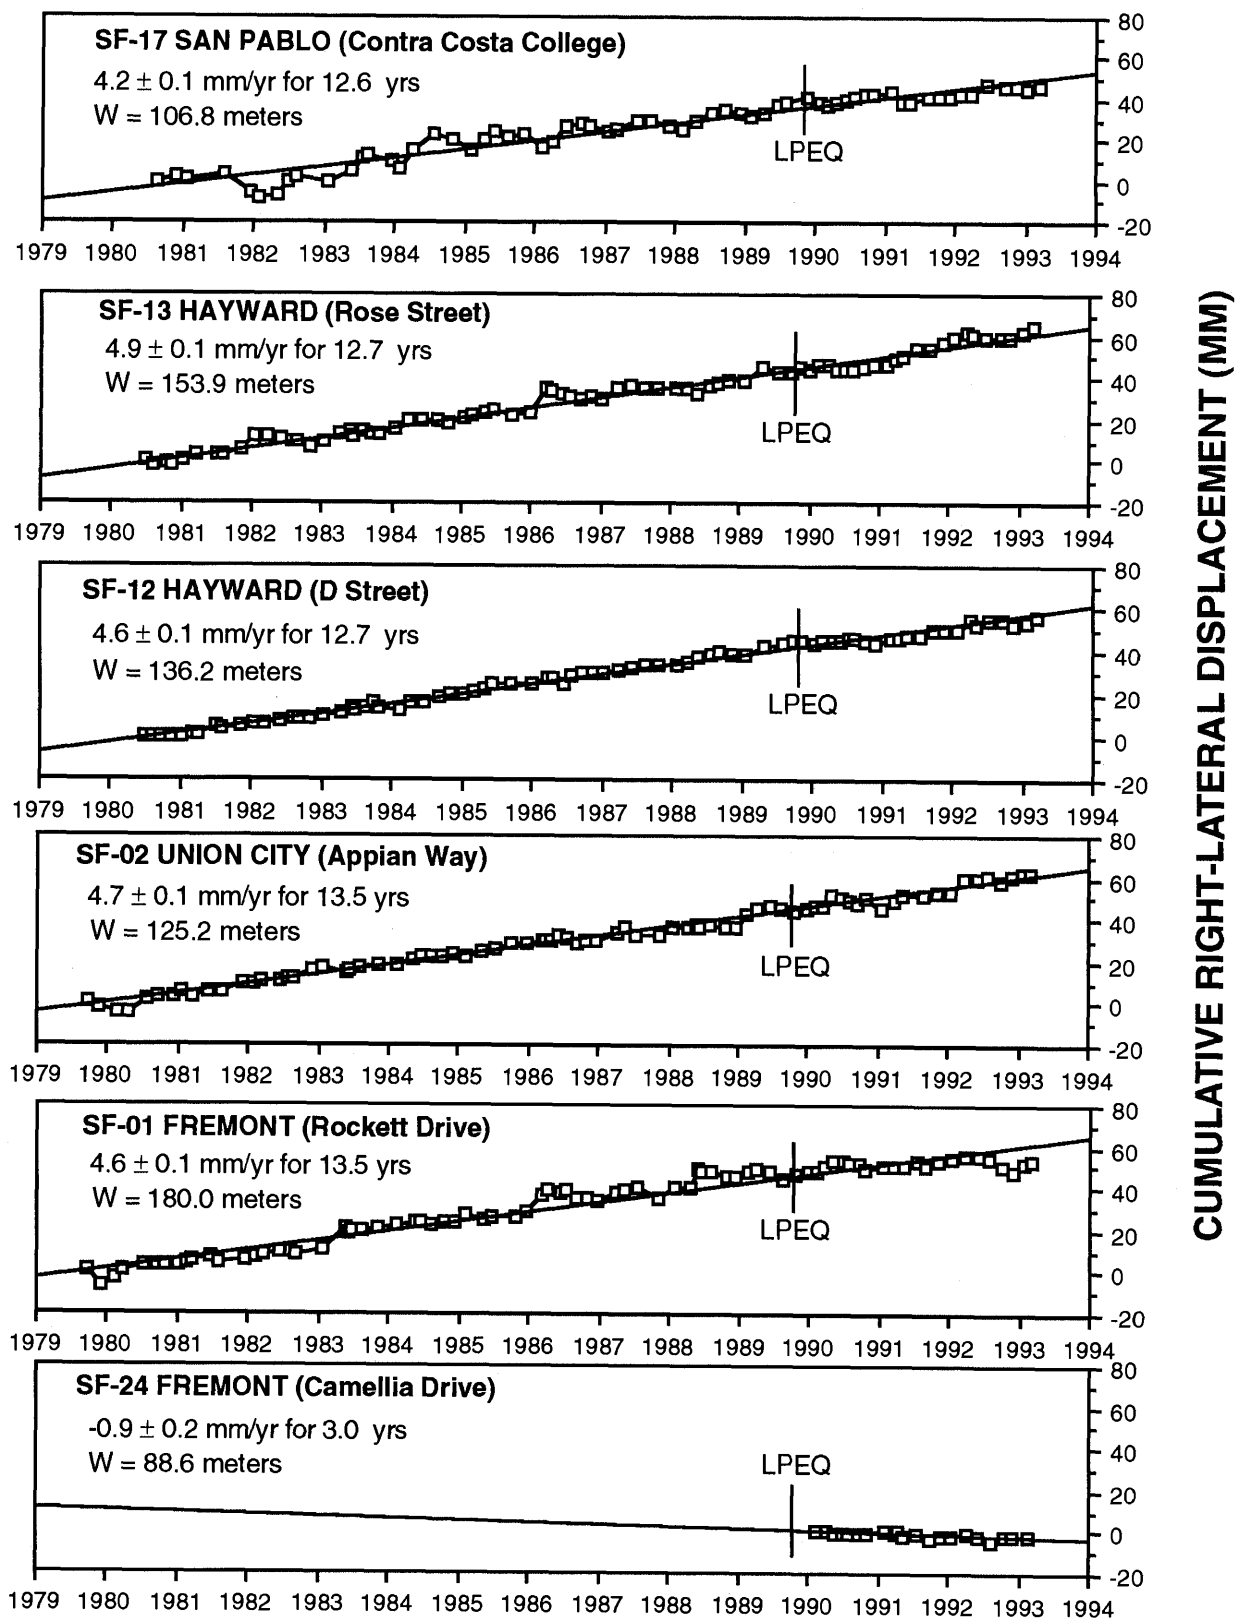 SF-17 SAN PABLO (Contra Costa College)
4.2 ± 0.1 mm/yr for 12.6 yrs
W = 106.8 meters
LPEQ
80
60
40
20
0
-20
1979 1980 1981 1982 1983 1984 1985 1986 1987 1988 1989 1990 1991 1992 1993 1994
SF-13 HAYWARD (Rose Street)
4.9 ± 0.1 mm/yr for 12.7 yrs
W = 153.9 meters
LPEQ
80
60
40
20
0
-20
1979 1980 1981 1982 1983 1984 1985 1986 1987 1988 1989 1990 1991 1992 1993 1994
SF-12 HAYWARD (D Street)
4.6 ± 0.1 mm/yr for 12.7 yrs
W = 136.2 meters
LPEQ
80
60
40
20
0
-20
1979 1980 1981 1982 1983 1984 1985 1986 1987 1988 1989 1990 1991 1992 1993 1994
SF-02 UNION CITY (Appian Way)
4.7 ± 0.1 mm/yr for 13.5 yrs
W = 125.2 meters
LPEQ
80
60
40
20
0
-20
1979 1980 1981 1982 1983 1984 1985 1986 1987 1988 1989 1990 1991 1992 1993 1994
SF-01 FREMONT (Rockett Drive)
4.6 ± 0.1 mm/yr for 13.5 yrs
W = 180.0 meters
LPEQ
80
60
40
20
0
-20
1979 1980 1981 1982 1983 1984 1985 1986 1987 1988 1989 1990 1991 1992 1993 1994
SF-24 FREMONT (Camellia Drive)
-0.9 ± 0.2 mm/yr for 3.0 yrs
W = 88.6 meters
LPEQ
80
60
40
20
0
-20
1979 1980 1981 1982 1983 1984 1985 1986 1987 1988 1989 1990 1991 1992 1993 1994
CUMULATIVE RIGHT-LATERAL DISPLACEMENT (MM)